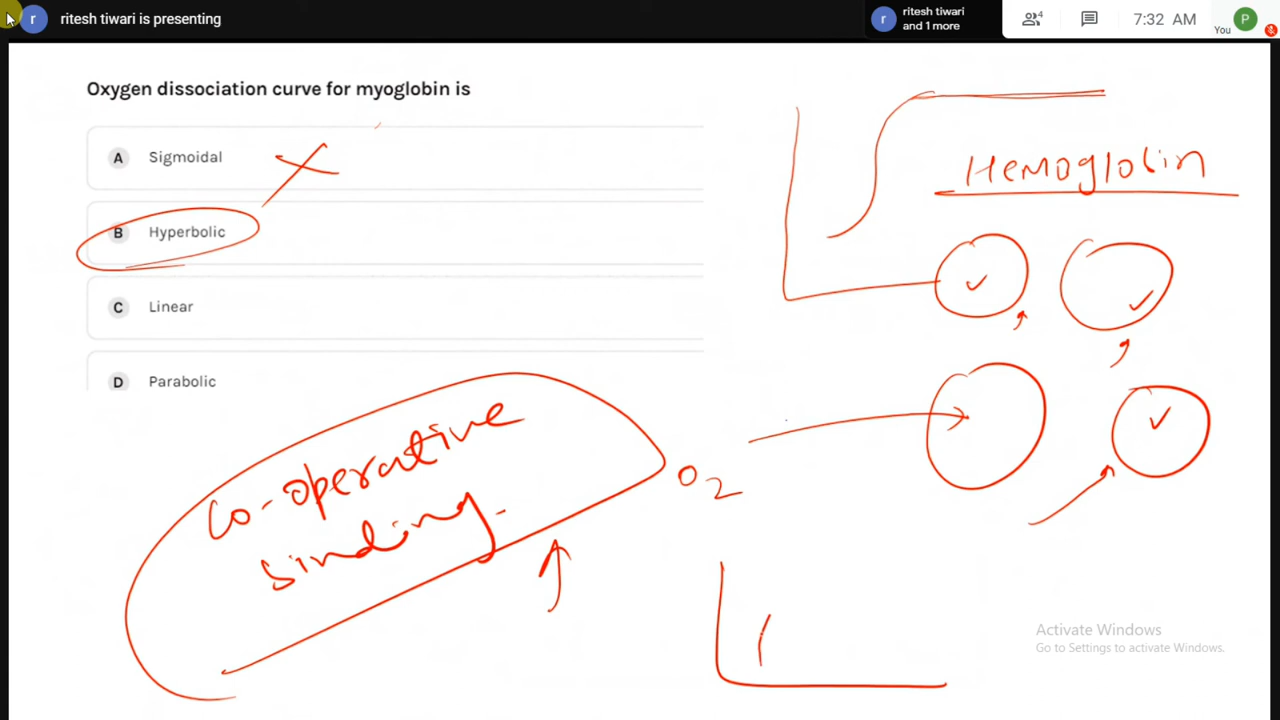 r ritesh tiwari is presenting
r ritesh tiwari and 1 more
4
7:32 AM
You P
Oxygen dissociation curve for myoglobin is
A Sigmoidal
B Hyperbolic
C Linear
D Parabolic
Hemoglobin
Co-operative
Binding.
O2
Activate Windows
Go to Settings to activate Windows.